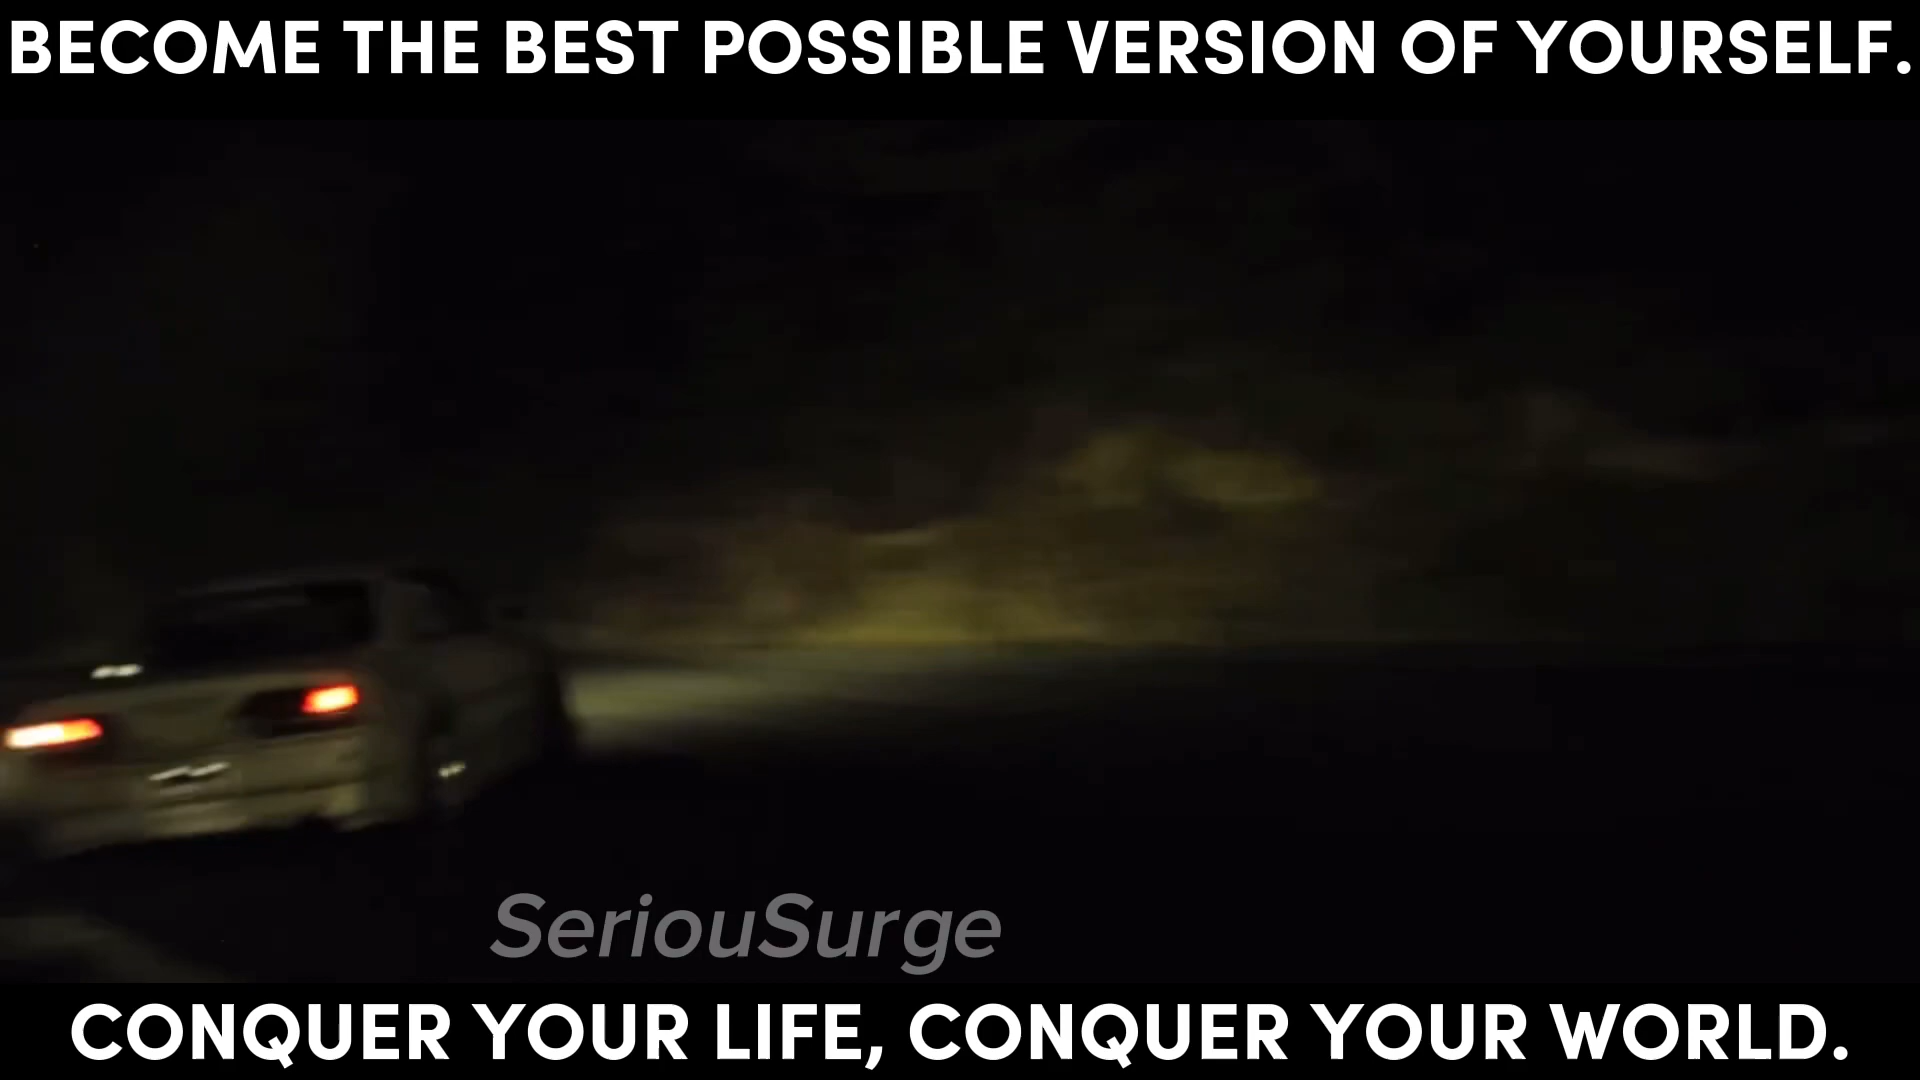 BECOME THE BEST POSSIBLE VERSION OF YOURSELF.
SeriouSurge
CONQUER YOUR LIFE, CONQUER YOUR WORLD.